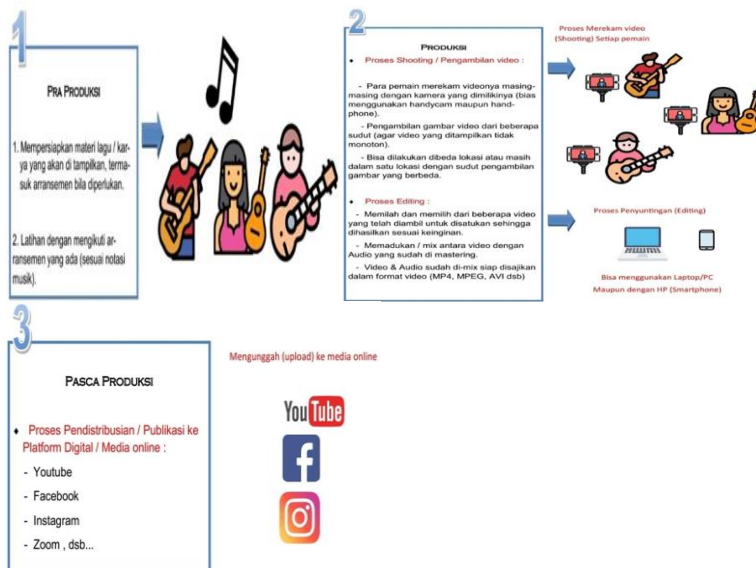 1
PRA PRODUKSI
1. Mempersiapkan materi lagu / kar-
ya yang akan di tampilkan, terma-
suk arransemen bila diperlukan.
2. Latihan dengan mengikuti ar-
ransemen yang ada (sesuai notasi
musik).
2
PRODUKSI
♦ Proses Shooting / Pengambilan video :
- Para pemain merekam videonya masing-
masing dengan kamera yang dimilikinya (bias
menggunakan handycam maupun hand-
phone).
- Pengambilan gambar video dari beberapa
sudut (agar video yang ditampilkan tidak
monoton).
- Bisa dilakukan dibeda lokasi atau masih
dalam satu lokasi dengan sudut pengambilan
gambar yang berbeda.
♦ Proses Editing :
- Memilah dan memilih dari beberapa video
yang telah diambil untuk disatukan sehingga
dihasilkan sesuai keinginan.
- Memadukan / mix antara video dengan
Audio yang sudah di mastering.
- Video & Audio sudah di-mix siap disajikan
dalam format video (MP4, MPEG, AVI dsb)
Proses Merekam video
(Shooting) Setiap pemain
Proses Penyuntingan (Editing)
Bisa menggunakan Laptop/PC
Maupun dengan HP (Smartphone)
3
PASCA PRODUKSI
♦ Proses Pendistribusian / Publikasi ke
Platform Digital / Media online :
- Youtube
- Facebook
- Instagram
- Zoom , dsb...
Mengunggah (upload) ke media online
YouTube
f